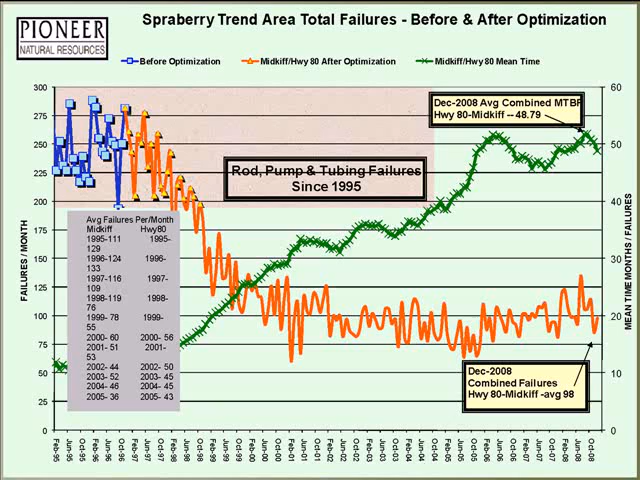 Spraberry Trend Area Total Failures - Before & After Optimization
PIONEER
NATURAL RESOURCES
Before Optimization
Midkiff/Hwy 80 After Optimization
Midkiff/Hwy 80 Mean Time
300
275
250
225
200
175
150
125
100
75
50
25
0
FAILURES / MONTH
60
50
40
30
20
10
0
MEAN TIME MONTHS / FAILURES
Dec-2008 Avg Combined MTBF
Hwy 80-Midkiff -- 48.79
Rod, Pump & Tubing Failures
Since 1995
Avg Failures Per/Month
Midkiff Hwy80
1995-111 1995-
129
1996-124 1996-
133
1997-116 1997-
109
1998-119 1998-
76
1999- 78 1999-
55
2000- 60 2000- 56
2001- 51 2001-
53
2002- 44 2002- 50
2003- 52 2003- 45
2004- 46 2004- 45
2005- 36 2005- 43
Dec-2008
Combined Failures
Hwy 80-Midkiff -avg 98
Feb-95
Jun-95
Oct-95
Feb-96
Jun-96
Oct-96
Feb-97
Jun-97
Oct-97
Feb-98
Jun-98
Oct-98
Feb-99
Jun-99
Oct-99
Feb-00
Jun-00
Oct-00
Feb-01
Jun-01
Oct-01
Feb-02
Jun-02
Oct-02
Feb-03
Jun-03
Oct-03
Feb-04
Jun-04
Oct-04
Feb-05
Jun-05
Oct-05
Feb-06
Jun-06
Oct-06
Feb-07
Jun-07
Oct-07
Feb-08
Jun-08
Oct-08